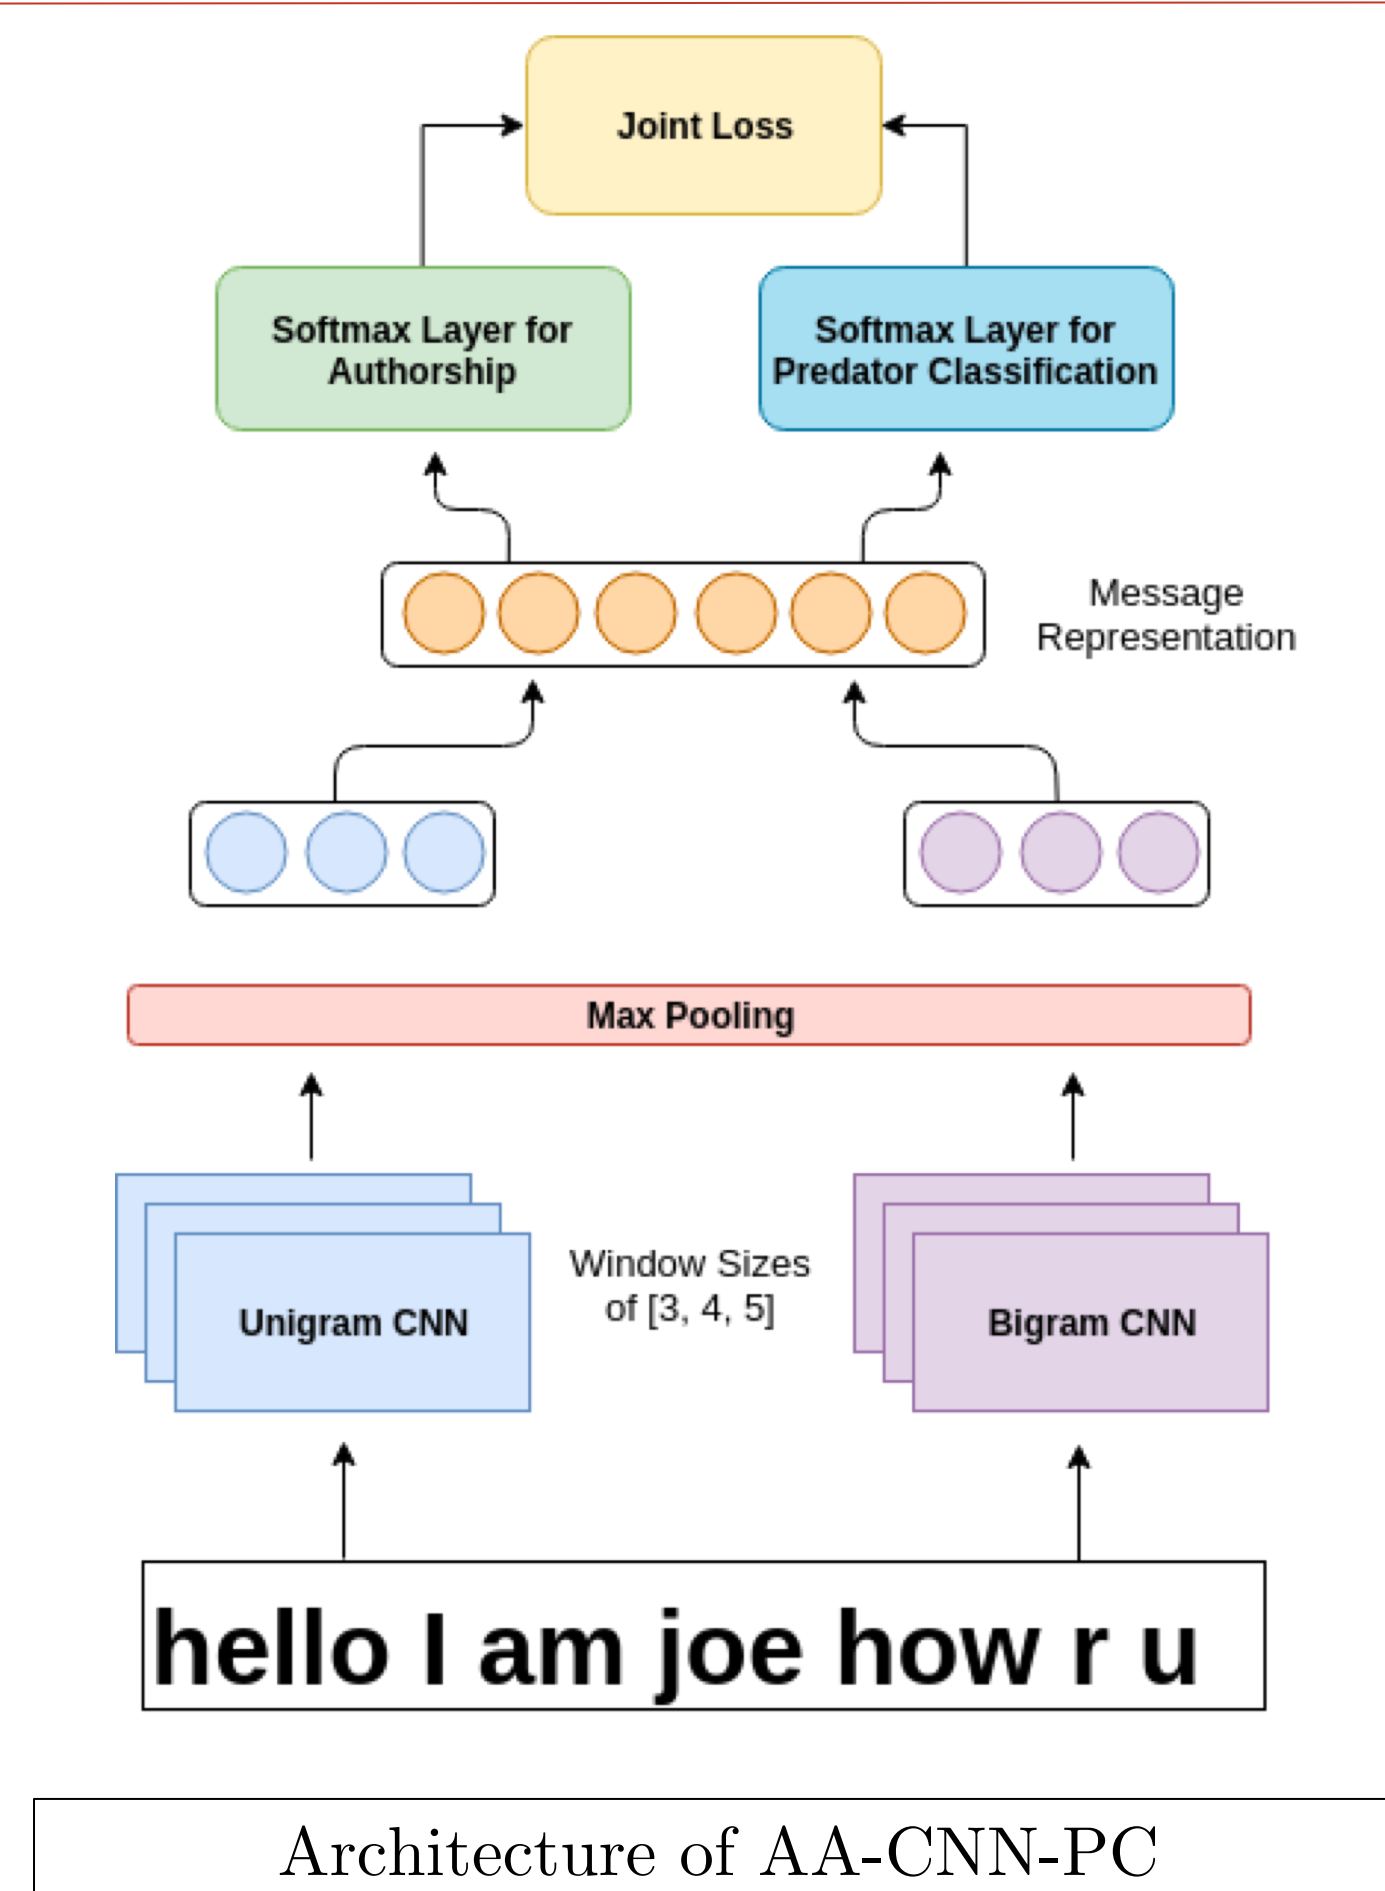 Joint Loss
Softmax Layer for
Authorship
Softmax Layer for
Predator Classification
Message
Representation
Max Pooling
Unigram CNN
Window Sizes
of [3, 4, 5]
Bigram CNN
hello I am joe how r u
Architecture of AA-CNN-PC